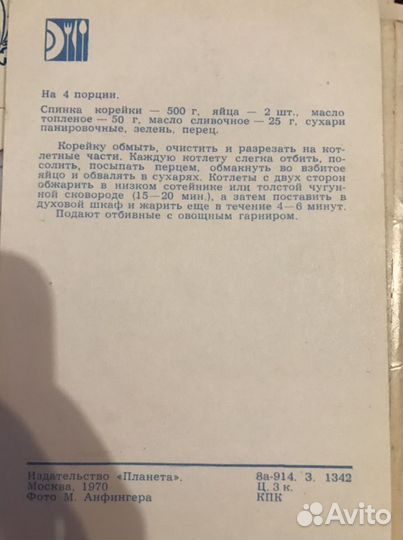 На 4 порции.
Спинка корейки — 500 г, яйца — 2 шт., масло
топленое — 50 г, масло сливочное — 25 г, сухари
панировочные, зелень, перец.
Корейку обмыть, очистить и разрезать на кот-
летные части. Каждую котлету слегка отбить, по-
солить, посыпать перцем, обмакнуть во взбитое
яйцо и обвалять в сухарях. Котлеты с двух сторон
обжарить в низком сотейнике или толстой чугун-
ной сковороде (15—20 мин.), а затем поставить в
духовой шкаф и жарить еще в течение 4—6 минут.
Подают отбивные с овощным гарниром.
Издательство «Планета».
Москва, 1970
Фото М. Анфингера
8а-914. З. 1342
Ц. 3 к.
КПК
Avito